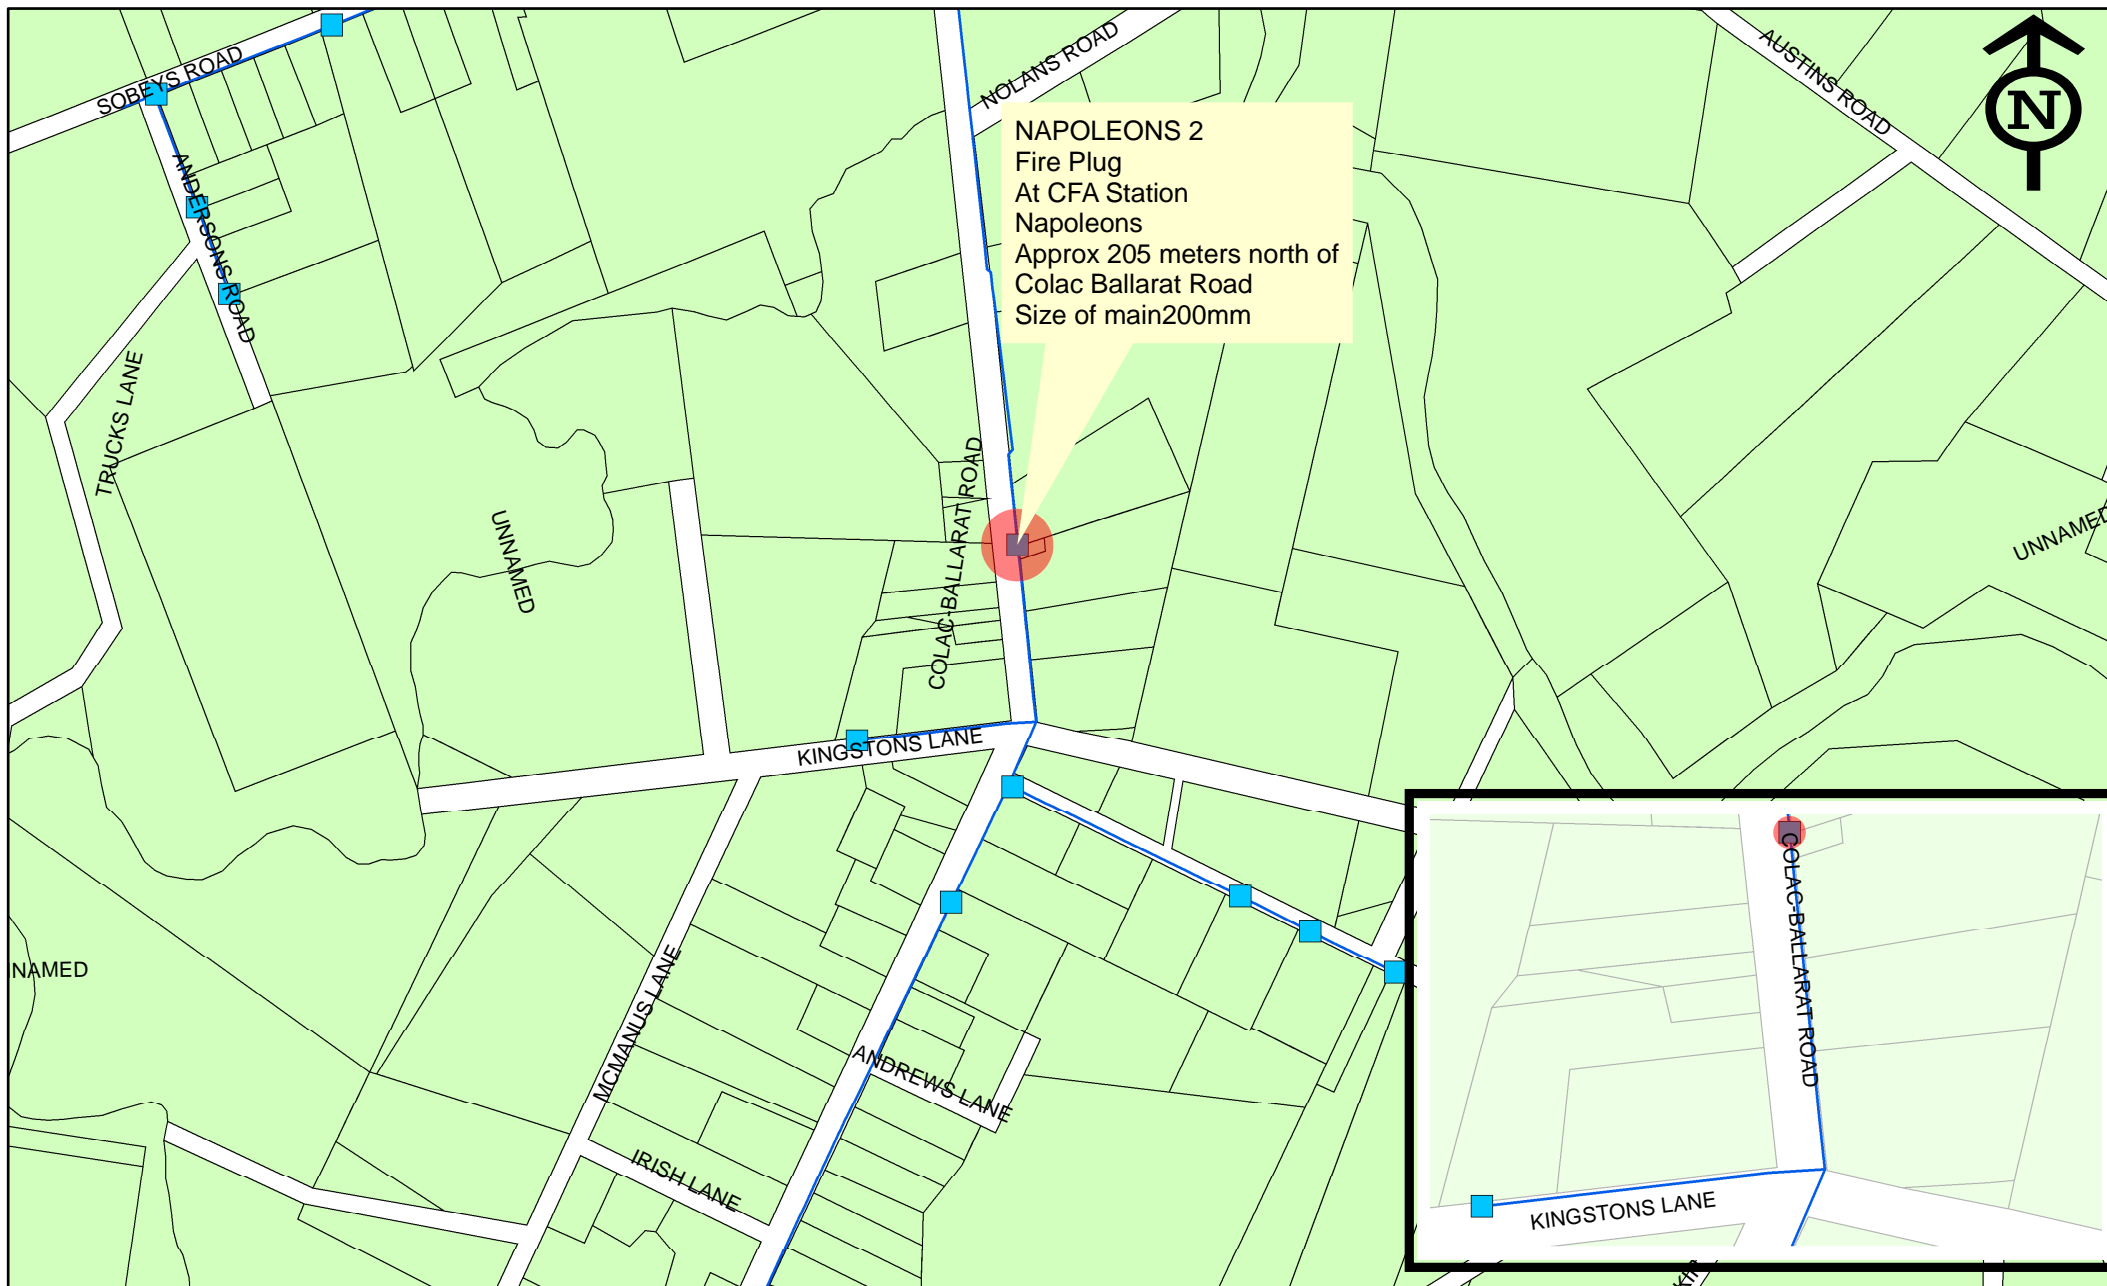 SOBEYS ROAD
NOLANS ROAD
AUSTINS ROAD
N
NAPOLEONS 2
Fire Plug
At CFA Station
Napoleons
Approx 205 meters north of
Colac Ballarat Road
Size of main200mm
ANDERSONS ROAD
TRUCKS LANE
UNNAMED
COLAC-BALLARAT ROAD
UNNAMED
KINGSTONS LANE
NAMED
MCMANUS LANE
ANDREWS LANE
IRISH LANE
COLAC-BALLARAT ROAD
KINGSTONS LANE